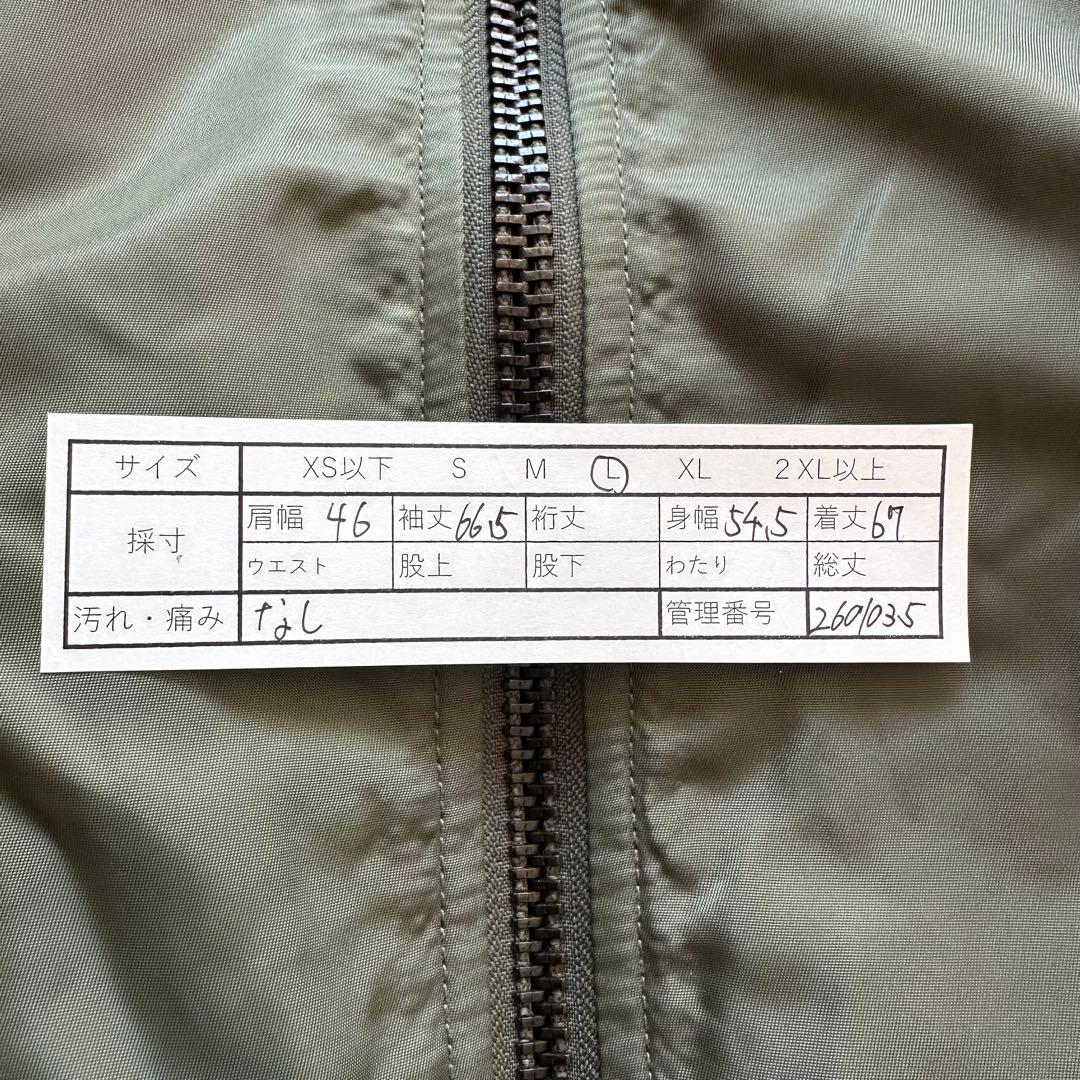 サイズ XS以下 S M L XL 2XL以上
採寸 肩幅 46 袖丈 66.5 裄丈 身幅 54.5 着丈 67
ウエスト 股上 股下 わたり 総丈
汚れ・痛み なし 管理番号 260103.5